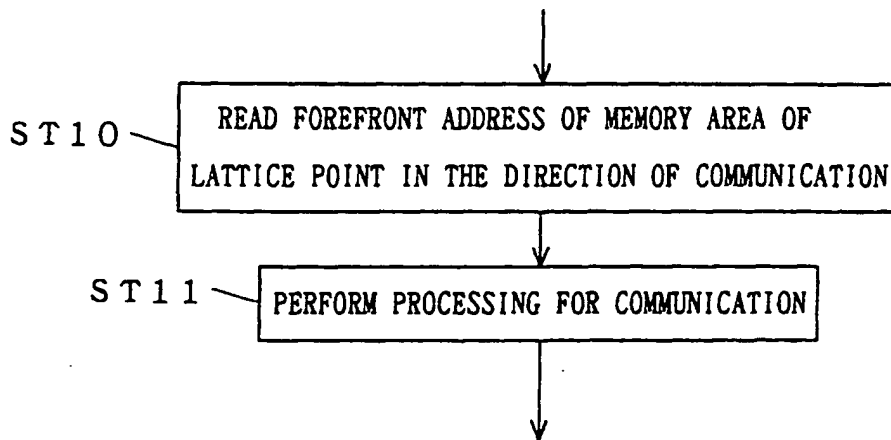 READ FOREFRONT ADDRESS OF MEMORY AREA OF
ST10
LATTICE POINT IN THE DIRECTION OF COMMUNICATION
ST11
PERFORM PROCESSING FOR COMMUNICATION